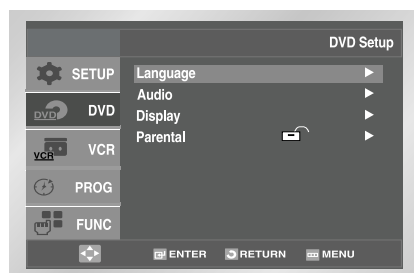 DVD Setup
SETUP
Language
Audio
DVD DVD
Display
Parental
VCR VCR
PROG
FUNC
ENTER RETURN MENU